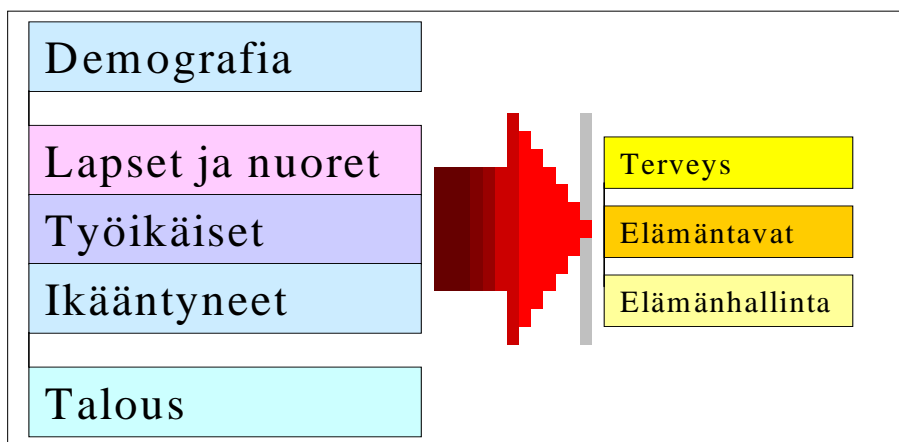 Demografia
Lapset ja nuoret
Työikäiset
Ikääntyneet
Talous
Terveys
Elämäntavat
Elämänhallinta